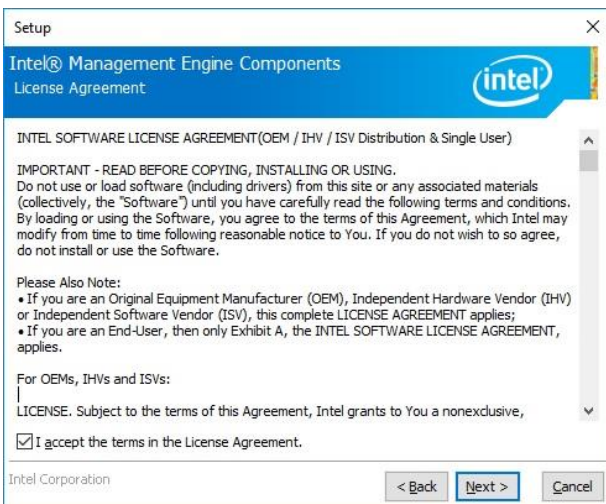 Setup
Intel® Management Engine Components
License Agreement
intel
INTEL SOFTWARE LICENSE AGREEMENT(OEM / IHV / ISV Distribution & Single User)
IMPORTANT - READ BEFORE COPYING, INSTALLING OR USING.
Do not use or load software (including drivers) from this site or any associated materials
(collectively, the "Software") until you have carefully read the following terms and conditions.
By loading or using the Software, you agree to the terms of this Agreement, which Intel may
modify from time to time following reasonable notice to You. If you do not wish to so agree,
do not install or use the Software.
Please Also Note:
• If you are an Original Equipment Manufacturer (OEM), Independent Hardware Vendor (IHV)
or Independent Software Vendor (ISV), this complete LICENSE AGREEMENT applies;
• If you are an End-User, then only Exhibit A, the INTEL SOFTWARE LICENSE AGREEMENT,
applies.
For OEMs, IHVs and ISVs:
LICENSE. Subject to the terms of this Agreement, Intel grants to You a nonexclusive,
I accept the terms in the License Agreement.
Intel Corporation
< Back Next > Cancel